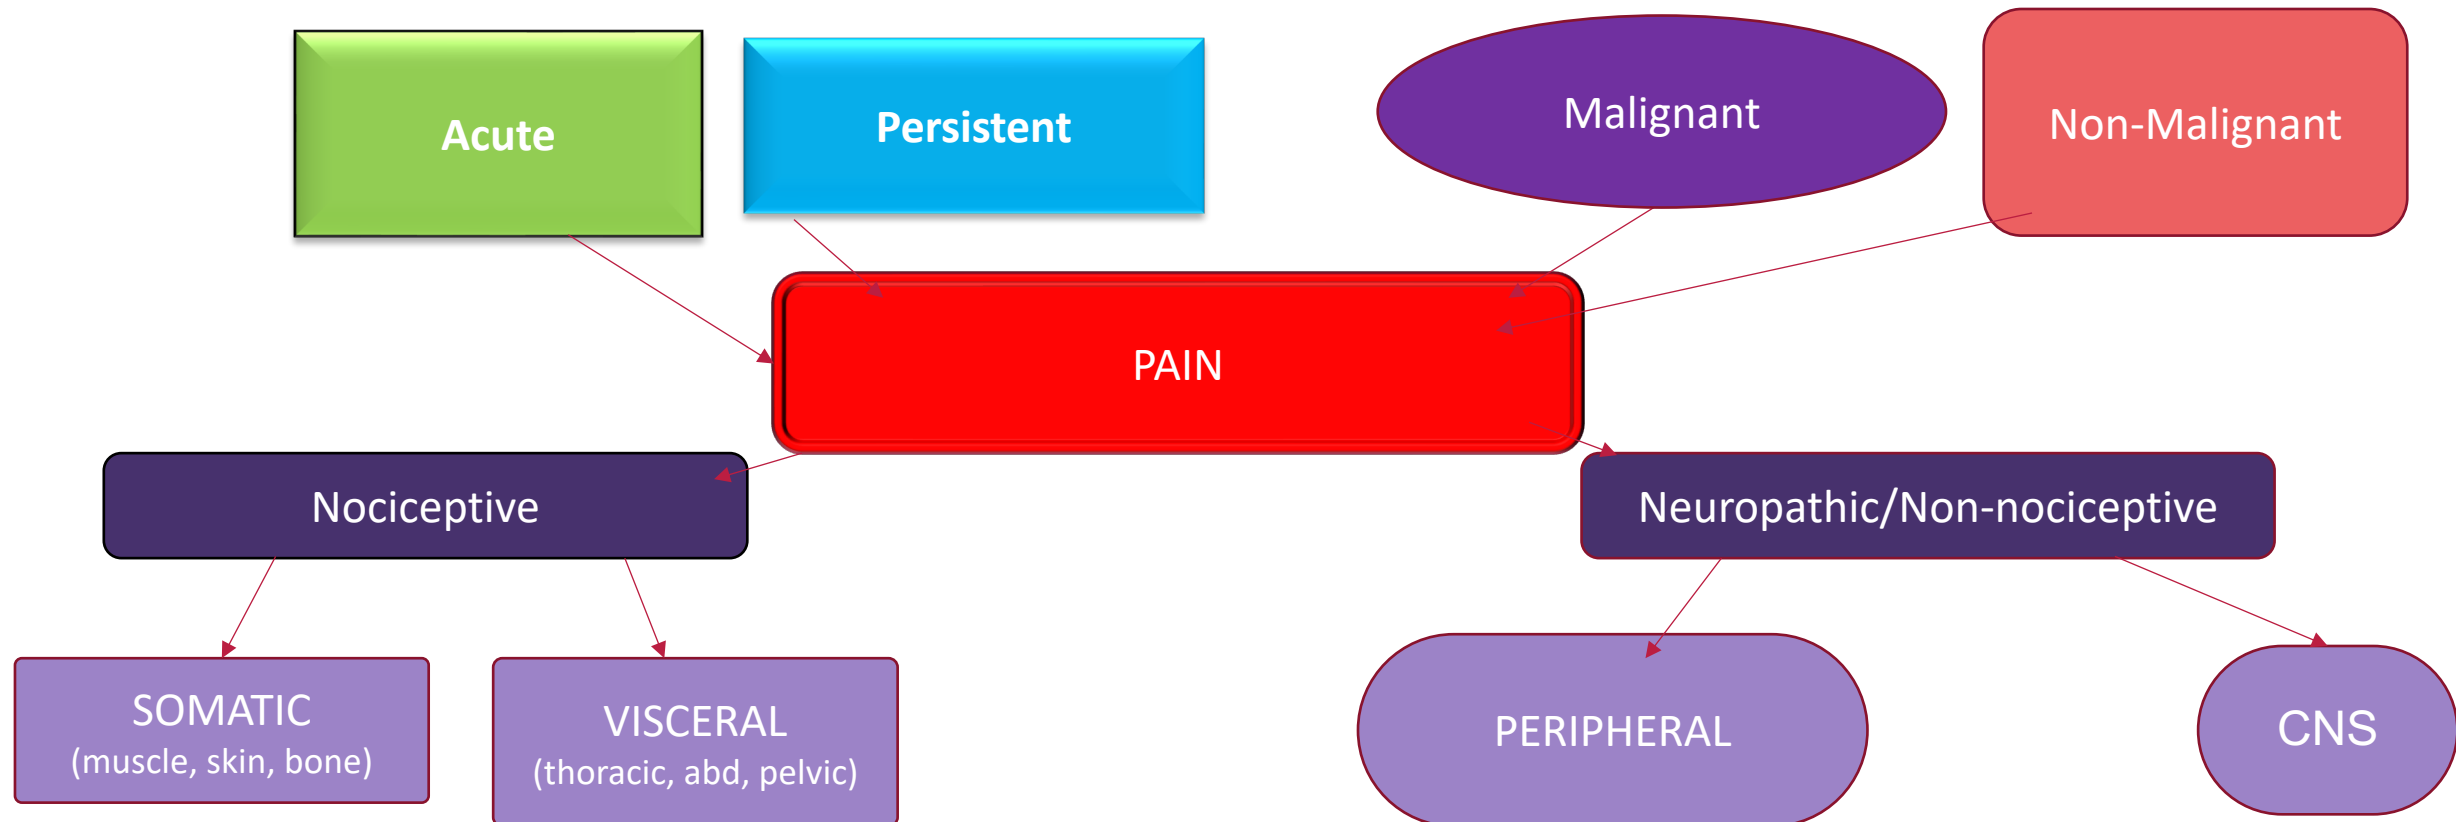 Acute
Persistent
Malignant
Non-Malignant
PAIN
Nociceptive
Neuropathic/Non-nociceptive
SOMATIC
(muscle, skin, bone)
VISCERAL
(thoracic, abd, pelvic)
PERIPHERAL
CNS